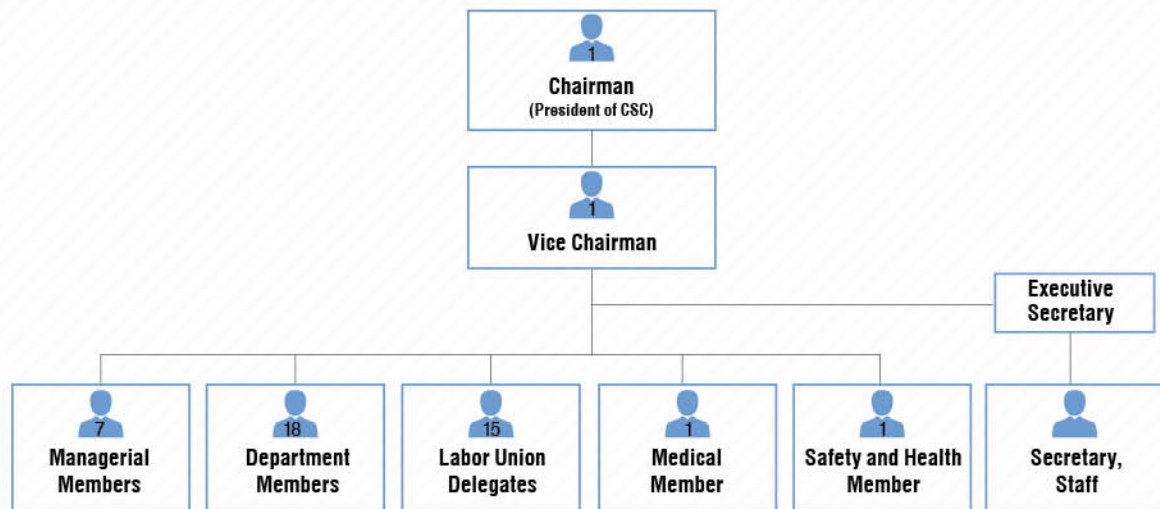 1
Chairman
(President of CSC)
1
Vice Chairman
Executive
Secretary
7
Managerial
Members
18
Department
Members
15
Labor Union
Delegates
1
Medical
Member
1
Safety and Health
Member
Secretary,
Staff